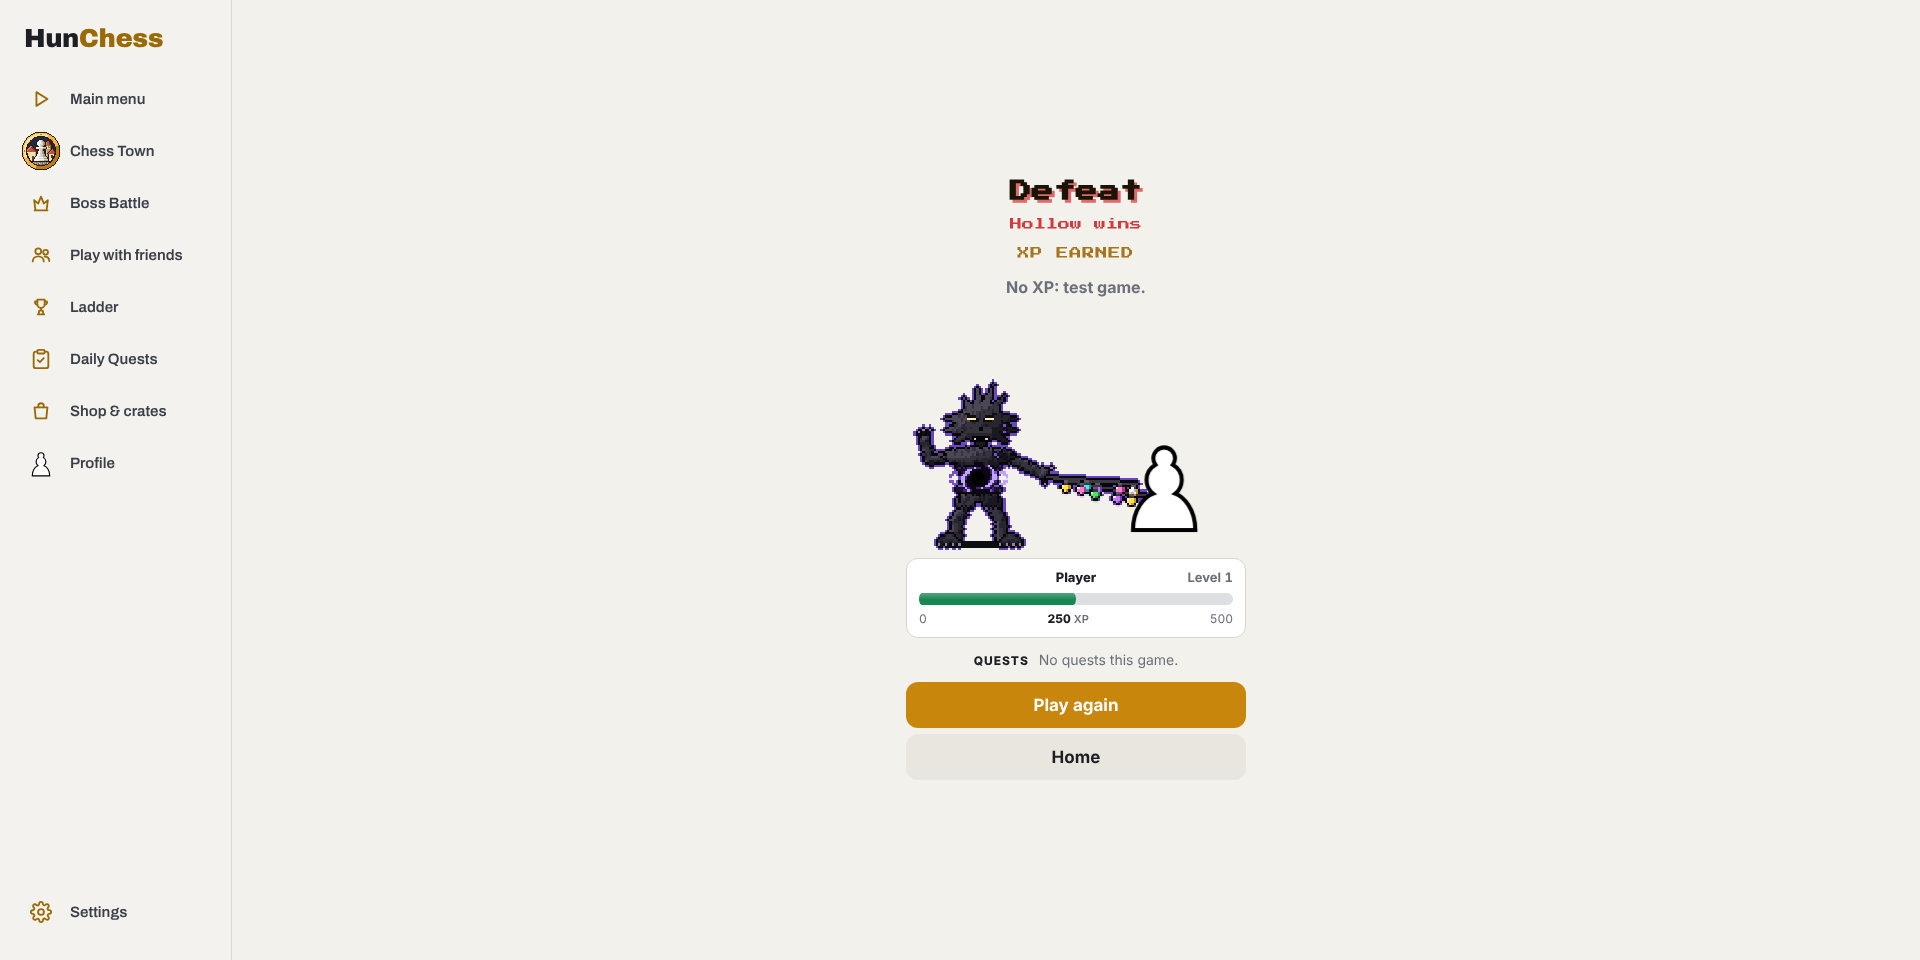 HunChess
Main menu
Chess Town
Boss Battle
Play with friends
Ladder
Daily Quests
Shop & crates
Profile
Settings
Defeat
Hollow wins
XP EARNED
No XP: test game.
Player Level 1
0 250 XP 500
QUESTS No quests this game.
Play again
Home